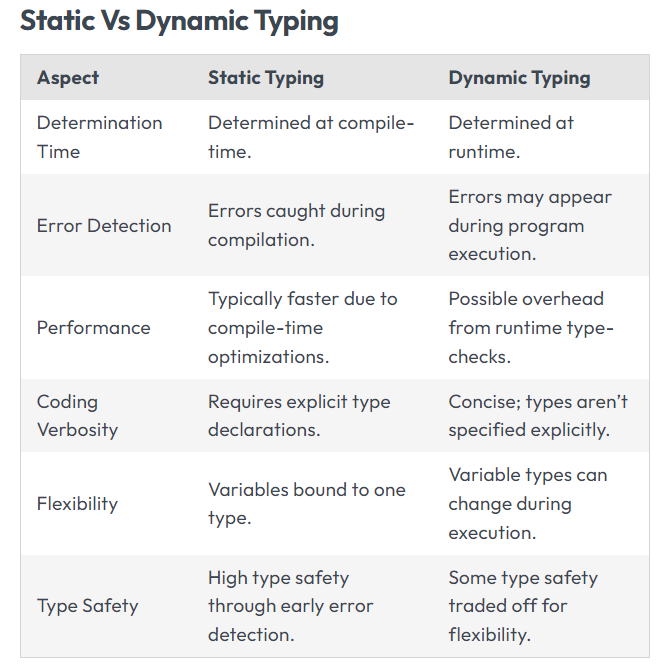 Static Vs Dynamic Typing
Aspect Static Typing Dynamic Typing
Determination Time
Determined at compile-
time.
Determined at
runtime.
Error Detection
Errors caught during
compilation.
Errors may appear
during program
execution.
Performance
Typically faster due to
compile-time
optimizations.
Possible overhead
from runtime type-
checks.
Coding
Verbosity
Requires explicit type
declarations.
Concise; types aren’t
specified explicitly.
Flexibility
Variables bound to one
type.
Variable types can
change during
execution.
Type Safety
High type safety
through early error
detection.
Some type safety
traded off for
flexibility.